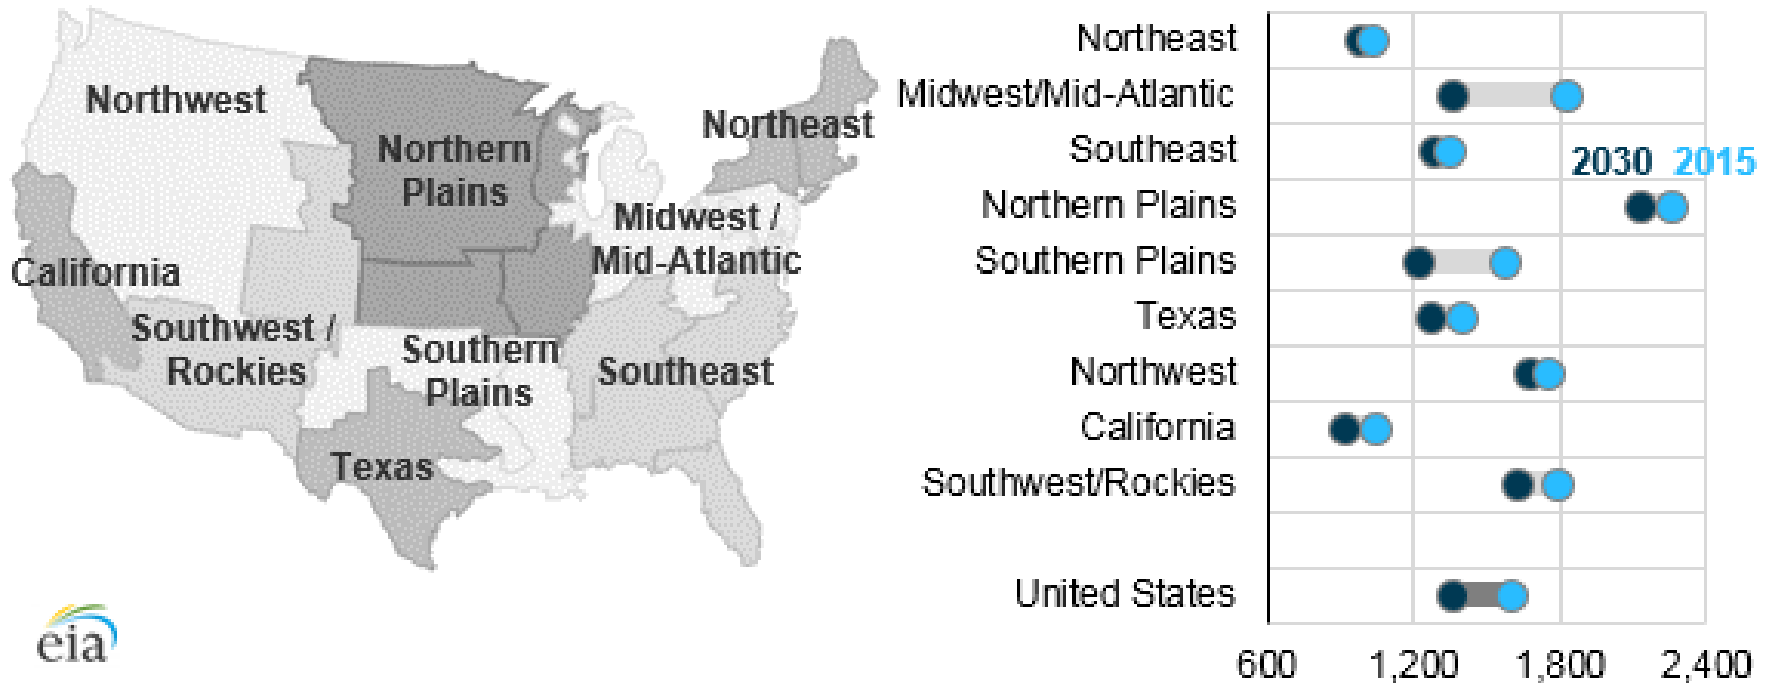 Northwest
Northern
Plains
Northeast
Midwest /
Mid-Atlantic
California
Southwest /
Rockies
Southern
Plains
Southeast
Texas
eia
Northeast
Midwest/Mid-Atlantic
Southeast
2030 2015
Northern Plains
Southern Plains
Texas
Northwest
California
Southwest/Rockies
United States
600 1,200 1,800 2,400